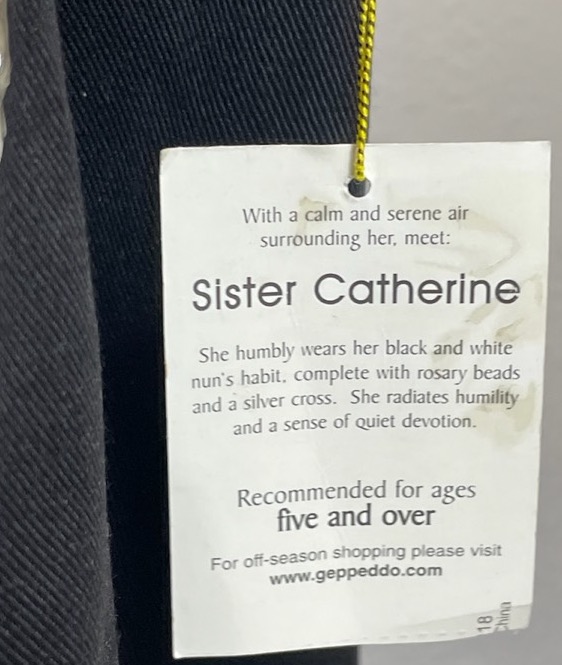 With a calm and serene air
surrounding her, meet:
Sister Catherine
She humbly wears her black and white
nun's habit, complete with rosary beads
and a silver cross. She radiates humility
and a sense of quiet devotion.
Recommended for ages
five and over
For off-season shopping please visit
www.geppeddo.com
18
China